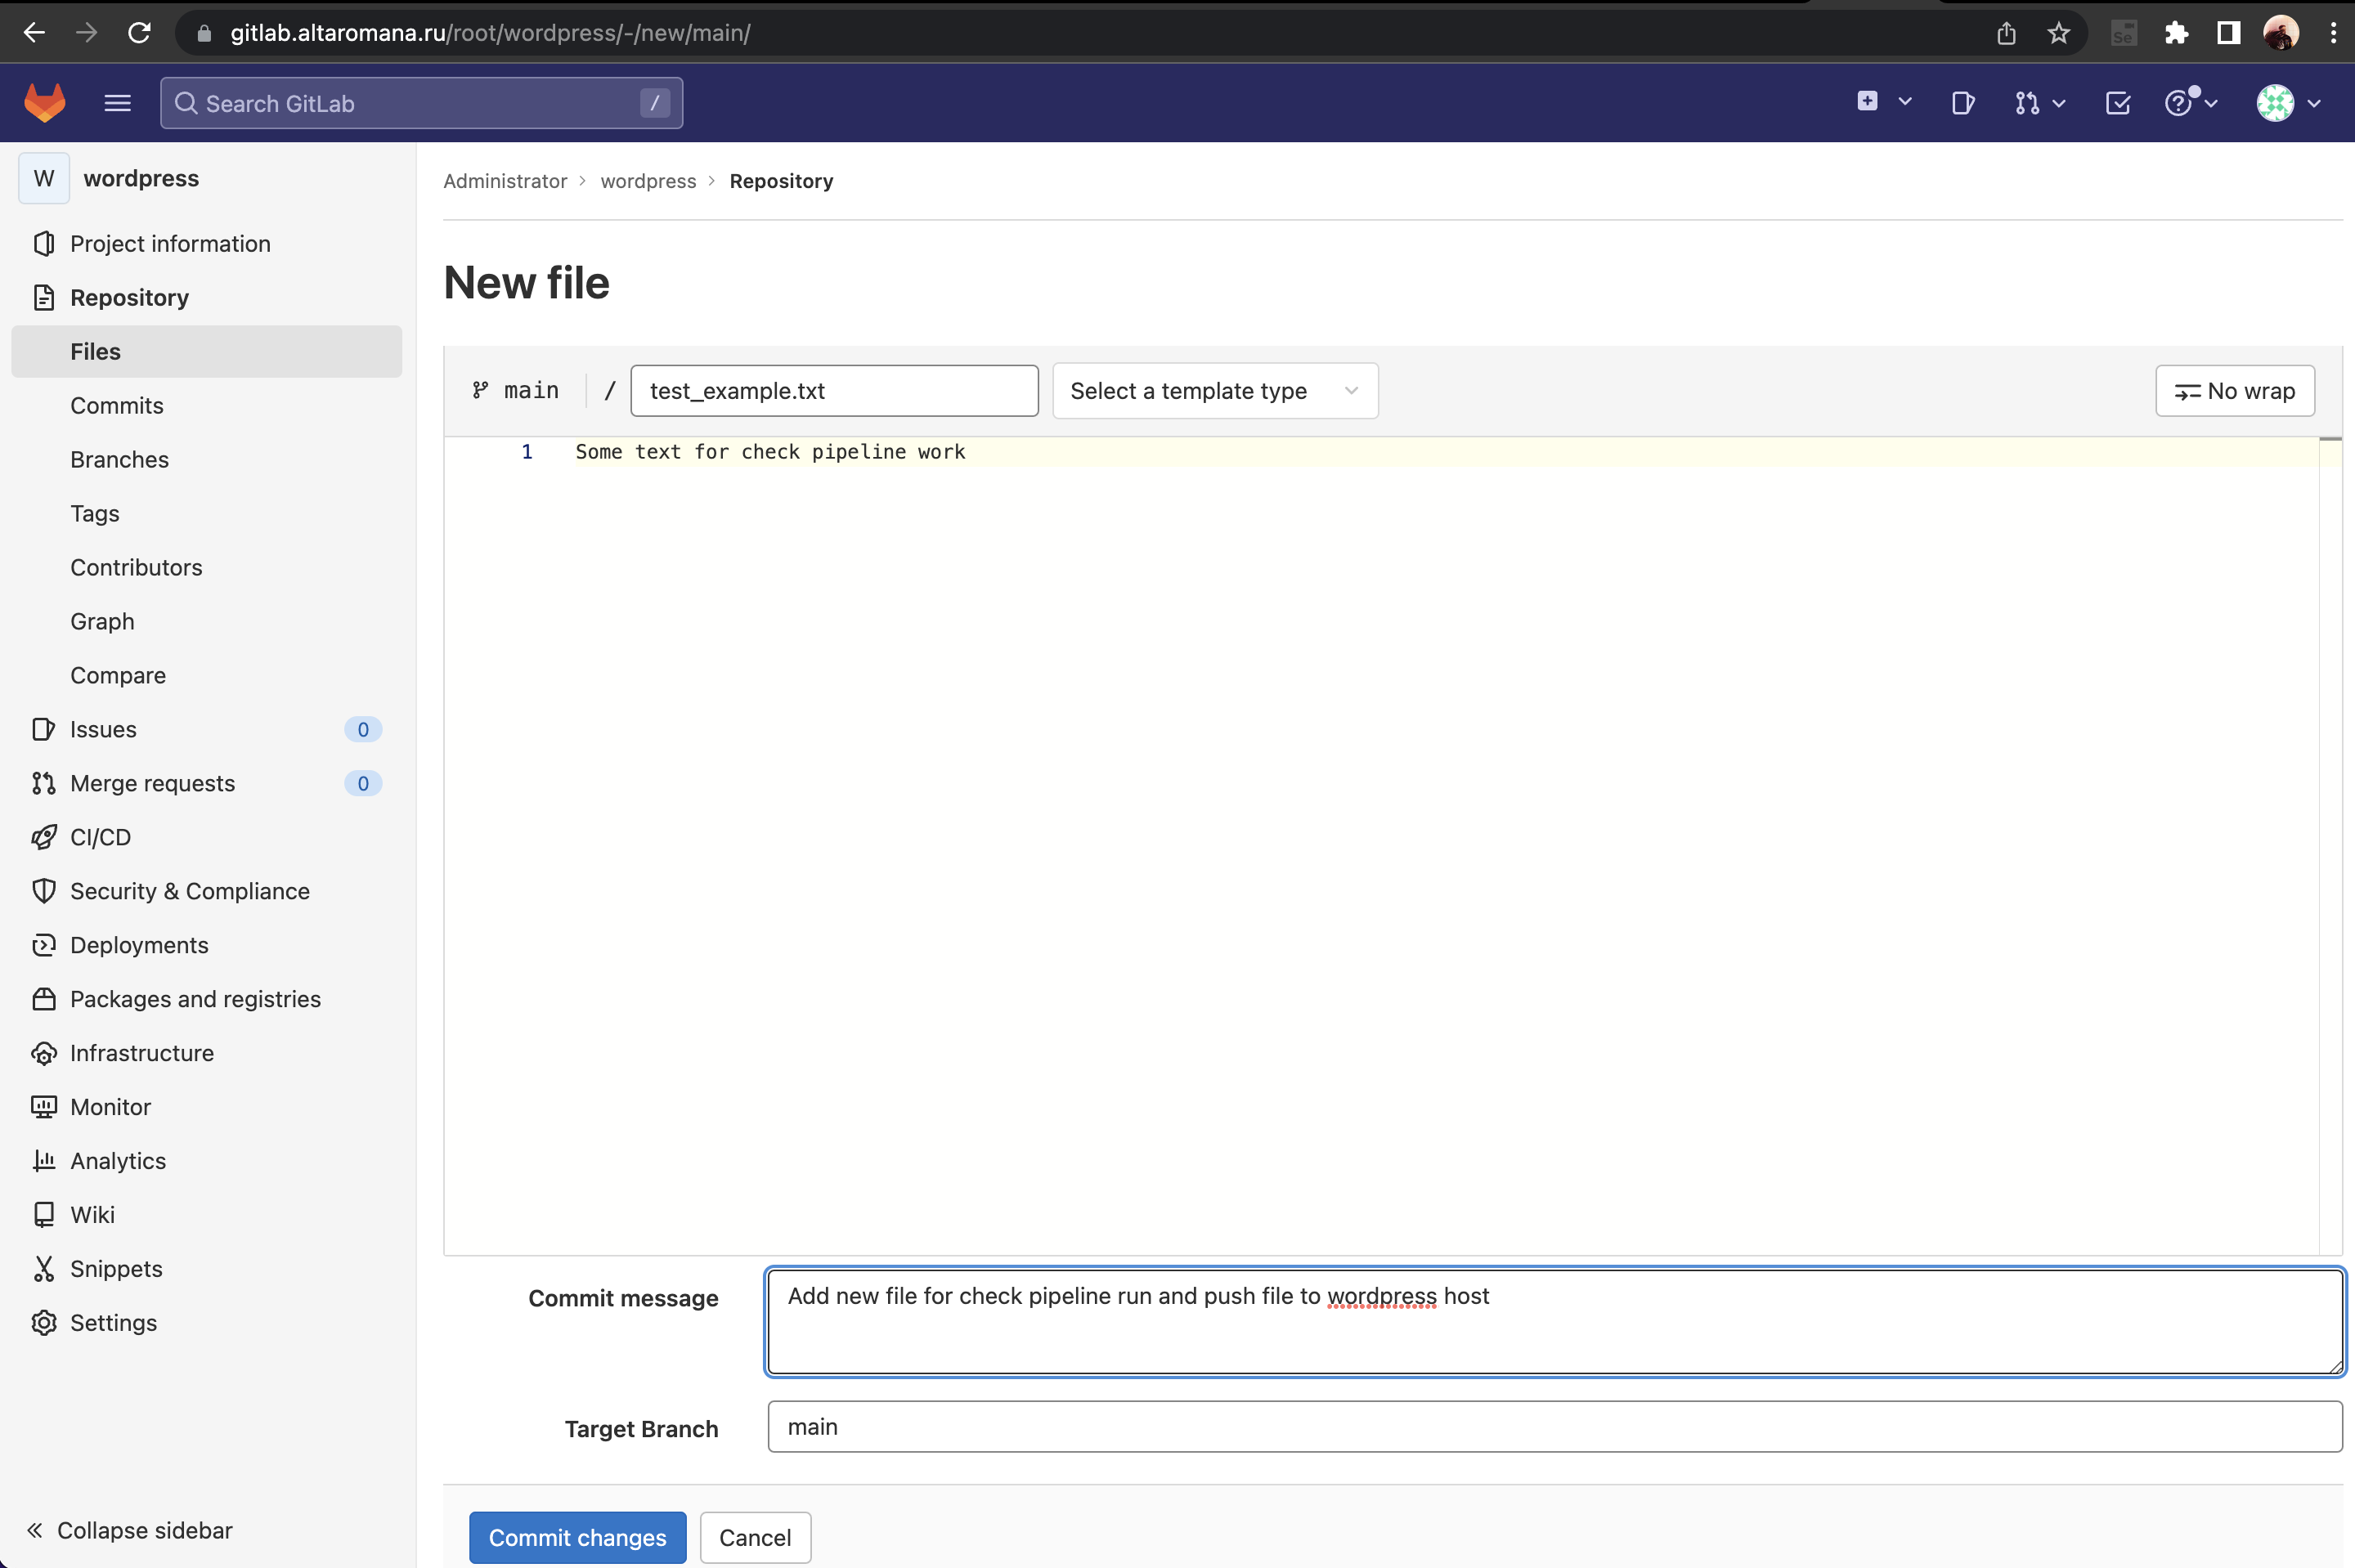 gitlab.altaromana.ru/root/wordpress/-/new/main/
Se
Search GitLab
/
W
wordpress
Project information
Repository
Files
Commits
Branches
Tags
Contributors
Graph
Compare
Issues
0
Merge requests
0
CI/CD
Security & Compliance
Deployments
Packages and registries
Infrastructure
Monitor
Analytics
Wiki
Snippets
Settings
Collapse sidebar
Administrator > wordpress > Repository
New file
main / test_example.txt
Select a template type
No wrap
1 Some text for check pipeline work
Commit message
Add new file for check pipeline run and push file to wordpress host
Target Branch
main
Commit changes
Cancel